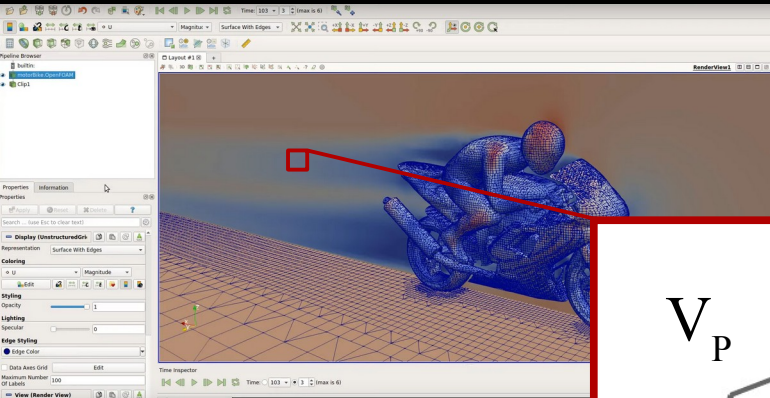 Time: 103 3 (max is 6)
U Magnitu Surface With Edges
Pipeline Browser
Layout #1 +
builtin:
motorBike.OpenFOAM
Clip1
RenderView1
Properties Information
Properties
Apply Reset Delete ?
Search ... (use Esc to clear text)
Display (UnstructuredGri
Representation Surface With Edges
Coloring
U Magnitude
Edit
Styling
Opacity 1
Lighting
Specular 0
Edge Styling
Edge Color
Data Axes Grid Edit
Maximum Number Of Labels 100
View (Render View)
Time Inspector
Time: 103 3 (max is 6)
V
P